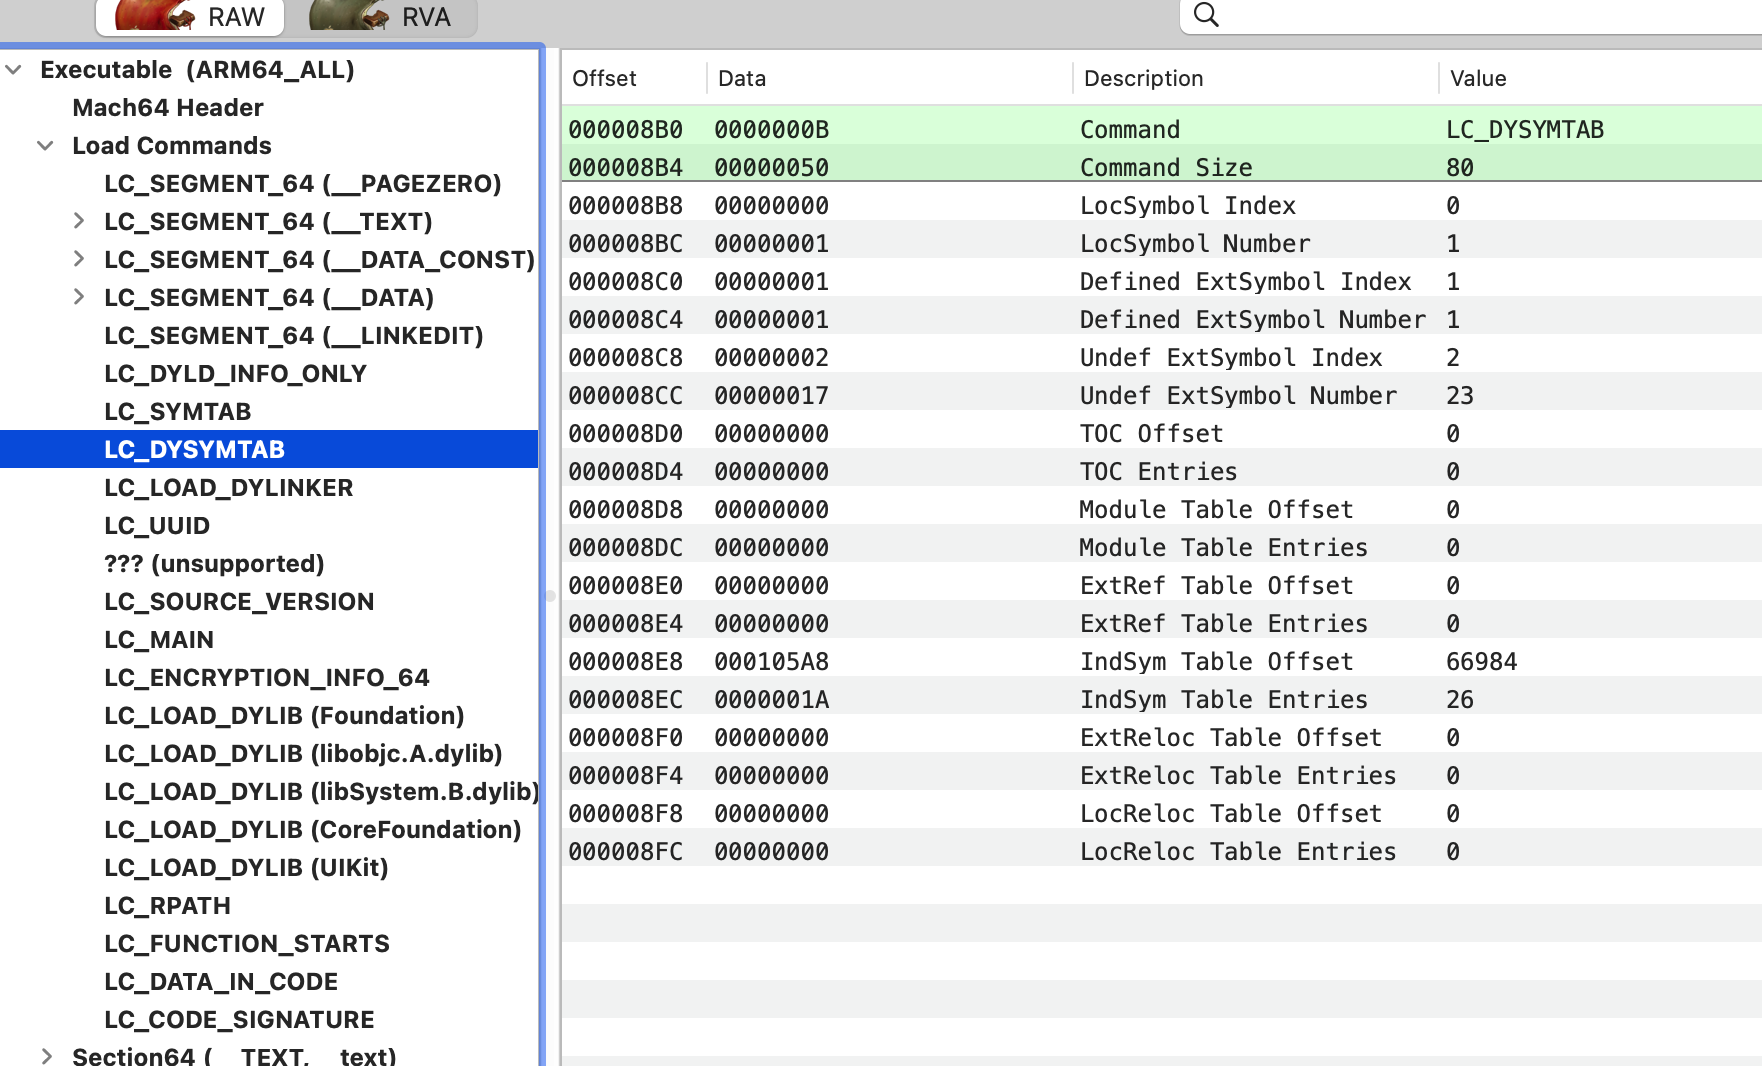 RAW RVA
Executable (ARM64_ALL)
Mach64 Header
Load Commands
LC_SEGMENT_64 (__PAGEZERO)
LC_SEGMENT_64 (__TEXT)
LC_SEGMENT_64 (__DATA_CONST)
LC_SEGMENT_64 (__DATA)
LC_SEGMENT_64 (__LINKEDIT)
LC_DYLD_INFO_ONLY
LC_SYMTAB
LC_DYSYMTAB
LC_LOAD_DYLINKER
LC_UUID
??? (unsupported)
LC_SOURCE_VERSION
LC_MAIN
LC_ENCRYPTION_INFO_64
LC_LOAD_DYLIB (Foundation)
LC_LOAD_DYLIB (libobjc.A.dylib)
LC_LOAD_DYLIB (libSystem.B.dylib)
LC_LOAD_DYLIB (CoreFoundation)
LC_LOAD_DYLIB (UIKit)
LC_RPATH
LC_FUNCTION_STARTS
LC_DATA_IN_CODE
LC_CODE_SIGNATURE
Section64 (__TEXT,__text)
Offset Data Description Value
000008B0 0000000B Command LC_DYSYMTAB
000008B4 00000050 Command Size 80
000008B8 00000000 LocSymbol Index 0
000008BC 00000001 LocSymbol Number 1
000008C0 00000001 Defined ExtSymbol Index 1
000008C4 00000001 Defined ExtSymbol Number 1
000008C8 00000002 Undef ExtSymbol Index 2
000008CC 00000017 Undef ExtSymbol Number 23
000008D0 00000000 TOC Offset 0
000008D4 00000000 TOC Entries 0
000008D8 00000000 Module Table Offset 0
000008DC 00000000 Module Table Entries 0
000008E0 00000000 ExtRef Table Offset 0
000008E4 00000000 ExtRef Table Entries 0
000008E8 000105A8 IndSym Table Offset 66984
000008EC 0000001A IndSym Table Entries 26
000008F0 00000000 ExtReloc Table Offset 0
000008F4 00000000 ExtReloc Table Entries 0
000008F8 00000000 LocReloc Table Offset 0
000008FC 00000000 LocReloc Table Entries 0